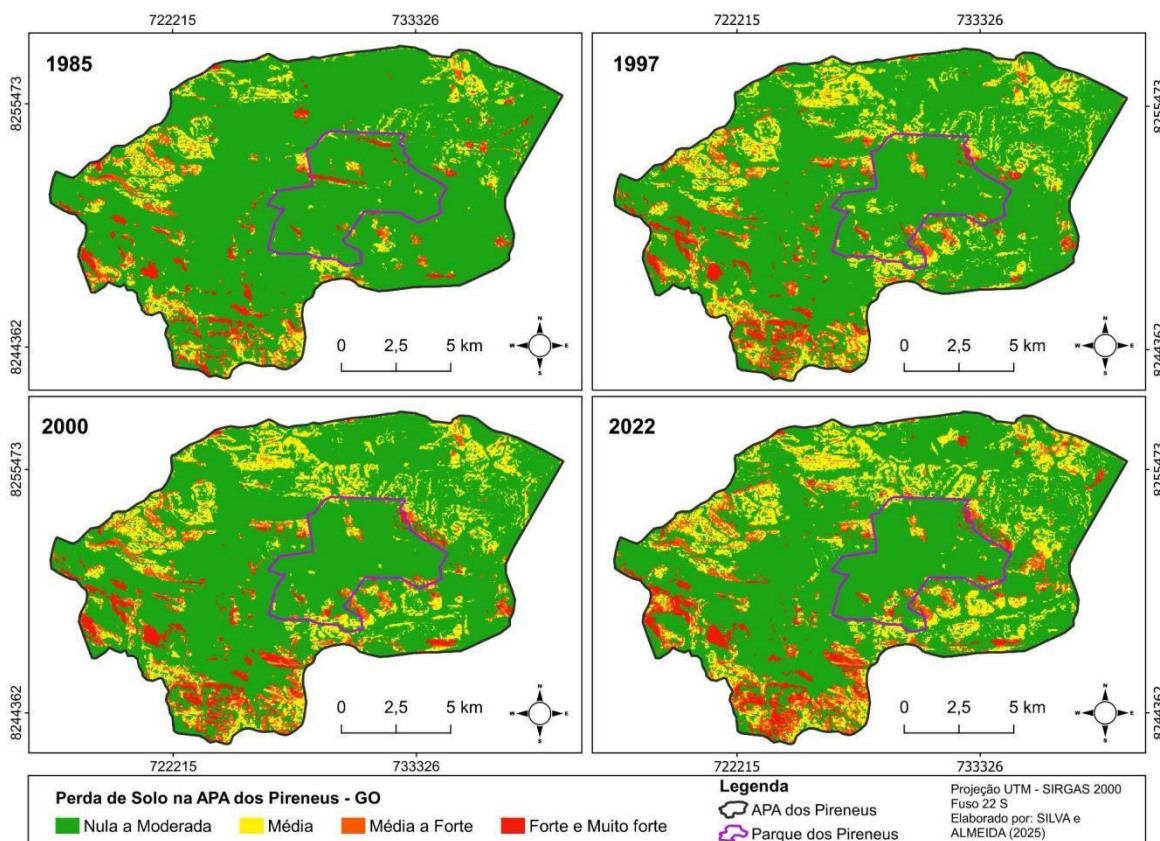 722215 733326 722215 733326
1985
1997
8255473
8255473
N
W E
S
N
W E
S
0 2,5 5 km
0 2,5 5 km
8244362
8244362
2000
2022
8255473
8255473
N
W E
S
N
W E
S
0 2,5 5 km
0 2,5 5 km
8244362
8244362
722215 733326 722215 733326
Perda de Solo na APA dos Pireneus - GO
Nula a Moderada Média Média a Forte Forte e Muito forte
Legenda
APA dos Pireneus
Parque dos Pireneus
Projeção UTM - SIRGAS 2000
Fuso 22 S
Elaborado por: SILVA e
ALMEIDA (2025)